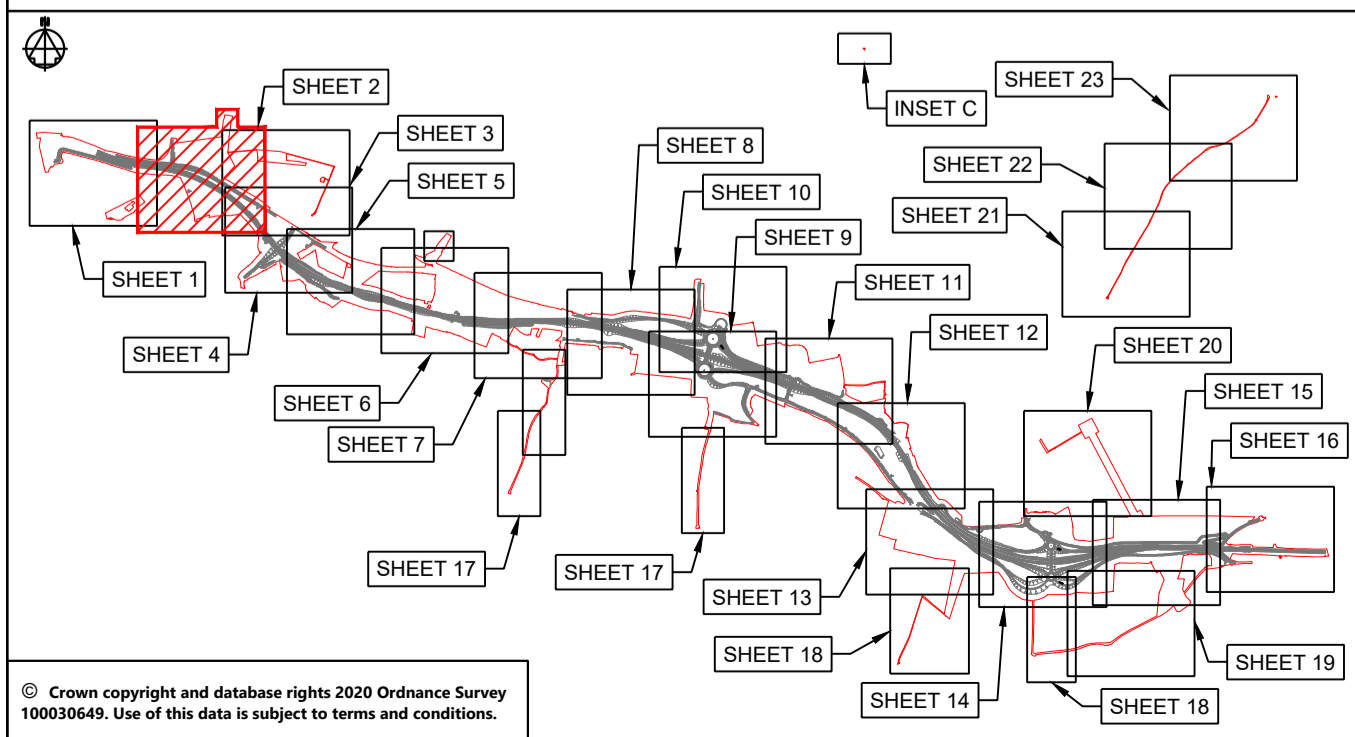 SHEET 2
SHEET 3
SHEET 5
SHEET 8
SHEET 10
SHEET 9
SHEET 11
SHEET 12
INSET C
SHEET 23
SHEET 22
SHEET 21
SHEET 1
SHEET 4
SHEET 6
SHEET 7
SHEET 20
SHEET 15
SHEET 16
SHEET 17
SHEET 17
SHEET 13
SHEET 18
SHEET 14
SHEET 19
SHEET 18
© Crown copyright and database rights 2020 Ordnance Survey
100030649. Use of this data is subject to terms and conditions.